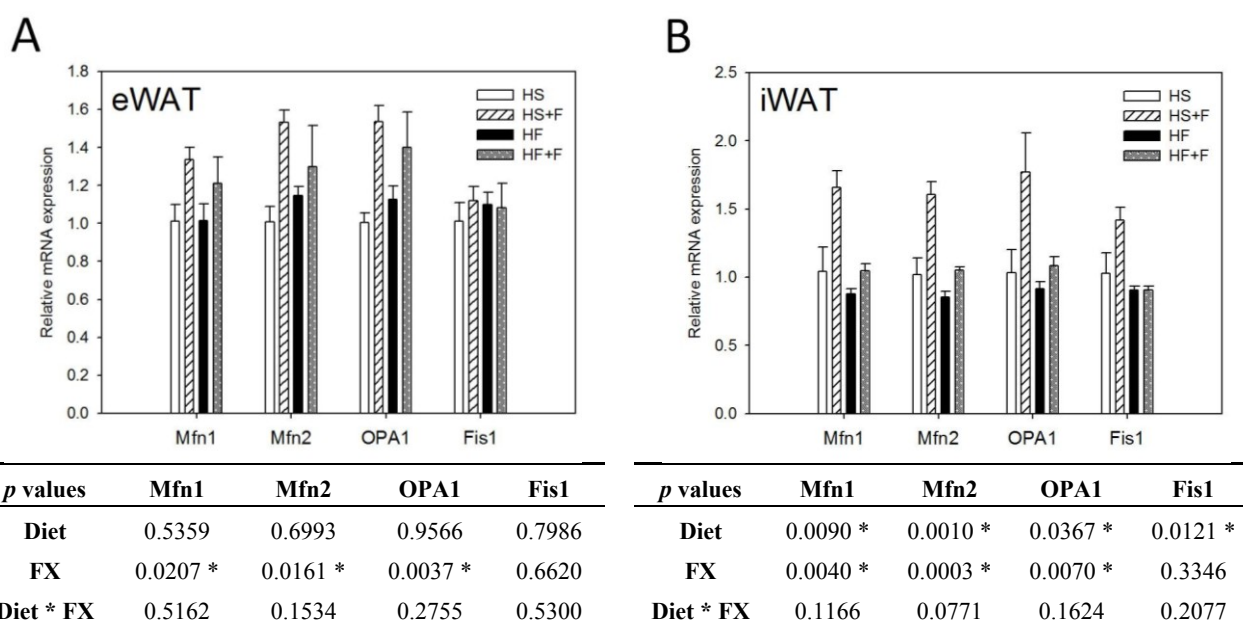 A
eWAT
HS
HS+F
HF
HF+F
Relative mRNA expression
1.8
1.6
1.4
1.2
1.0
0.8
0.6
0.4
0.2
0.0
Mfn1 Mfn2 OPA1 Fis1
p values Mfn1 Mfn2 OPA1 Fis1
Diet 0.5359 0.6993 0.9566 0.7986
FX 0.0207 * 0.0161 * 0.0037 * 0.6620
Diet * FX 0.5162 0.1534 0.2755 0.5300
B
iWAT
HS
HS+F
HF
HF+F
Relative mRNA expression
2.5
2.0
1.5
1.0
0.5
0.0
Mfn1 Mfn2 OPA1 Fis1
p values Mfn1 Mfn2 OPA1 Fis1
Diet 0.0090 * 0.0010 * 0.0367 * 0.0121 *
FX 0.0040 * 0.0003 * 0.0070 * 0.3346
Diet * FX 0.1166 0.0771 0.1624 0.2077